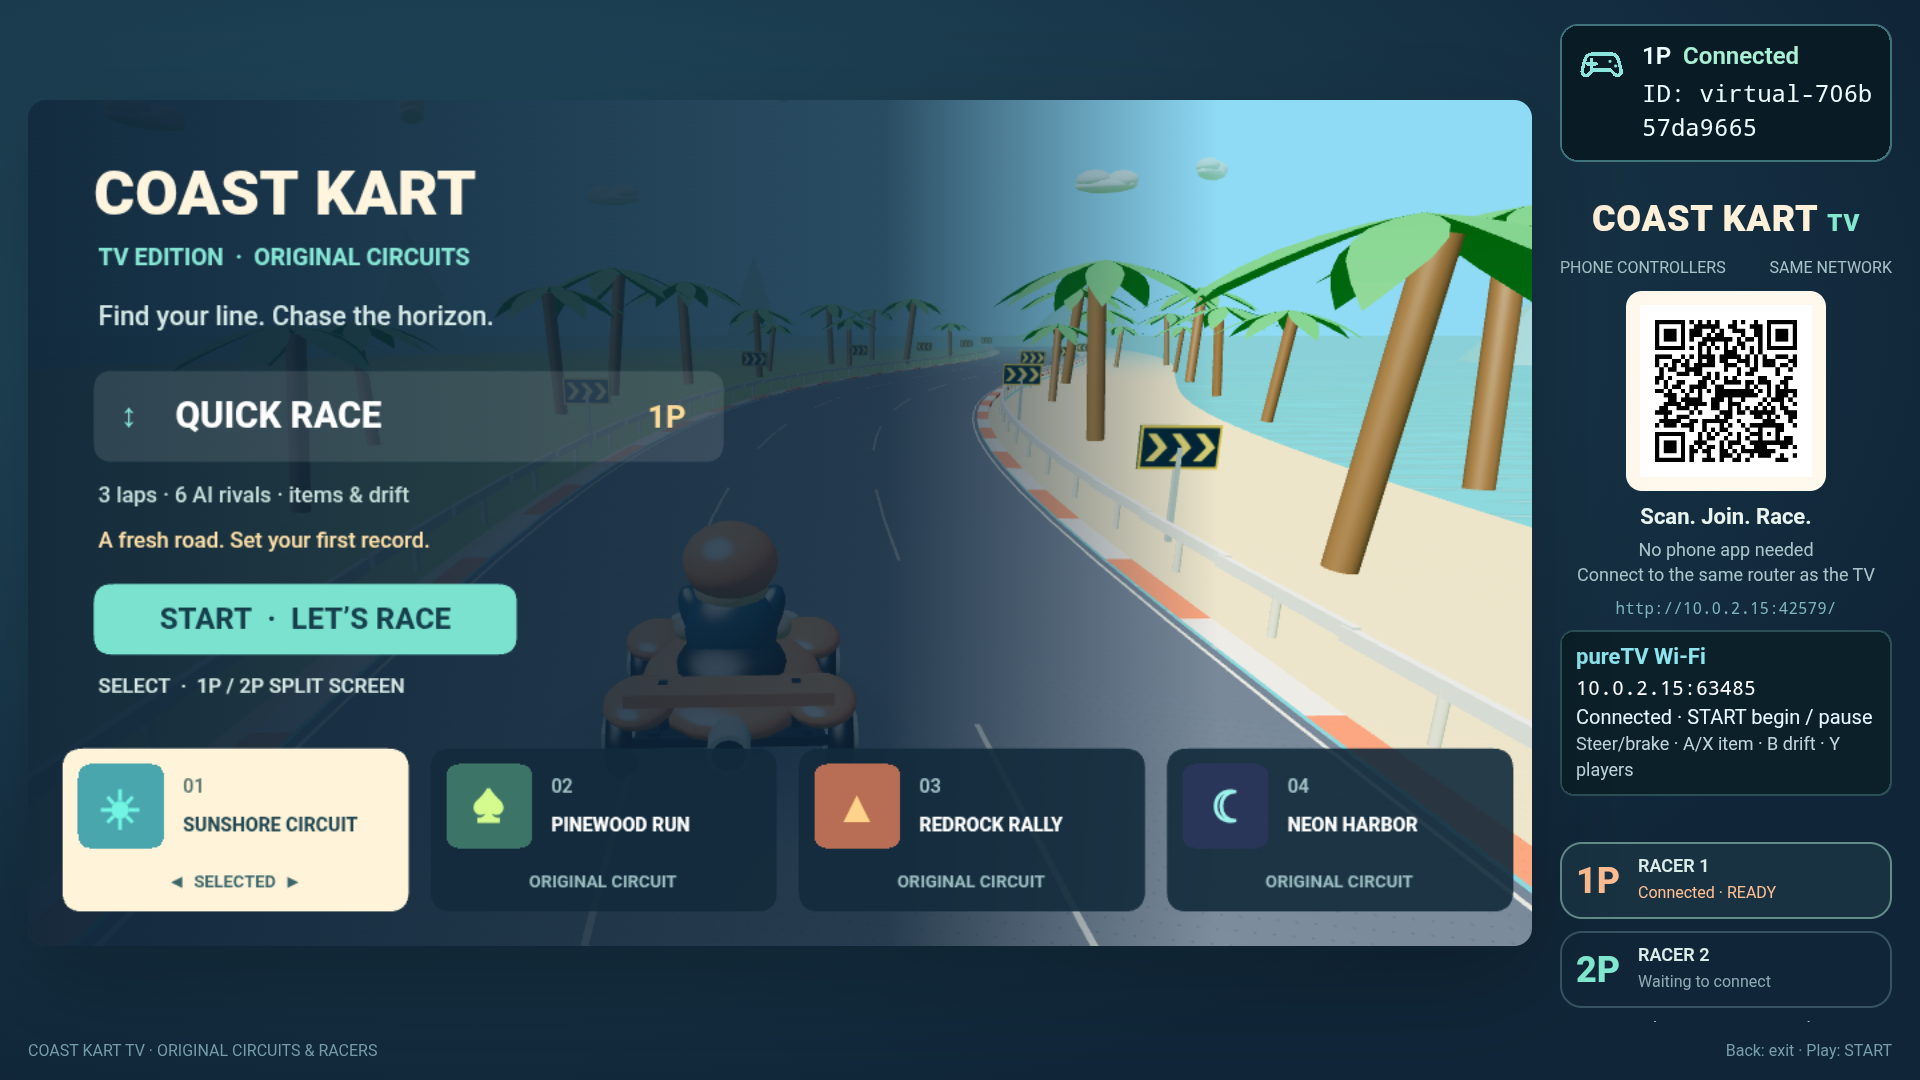 COAST KART
TV EDITION · ORIGINAL CIRCUITS
Find your line. Chase the horizon.
↕ QUICK RACE 1P
3 laps · 6 AI rivals · items & drift
A fresh road. Set your first record.
START · LET’S RACE
SELECT · 1P / 2P SPLIT SCREEN
01
SUNSHORE CIRCUIT
◄ SELECTED ►
02
PINEWOOD RUN
ORIGINAL CIRCUIT
03
REDROCK RALLY
ORIGINAL CIRCUIT
04
NEON HARBOR
ORIGINAL CIRCUIT
1P Connected
ID: virtual-706b
57da9665
COAST KART TV
PHONE CONTROLLERS SAME NETWORK
Scan. Join. Race.
No phone app needed
Connect to the same router as the TV
http://10.0.2.15:42579/
pureTV Wi-Fi
10.0.2.15:63485
Connected · START begin / pause
Steer/brake · A/X item · B drift · Y
players
1P RACER 1
Connected · READY
2P RACER 2
Waiting to connect
COAST KART TV · ORIGINAL CIRCUITS & RACERS
Back: exit · Play: START